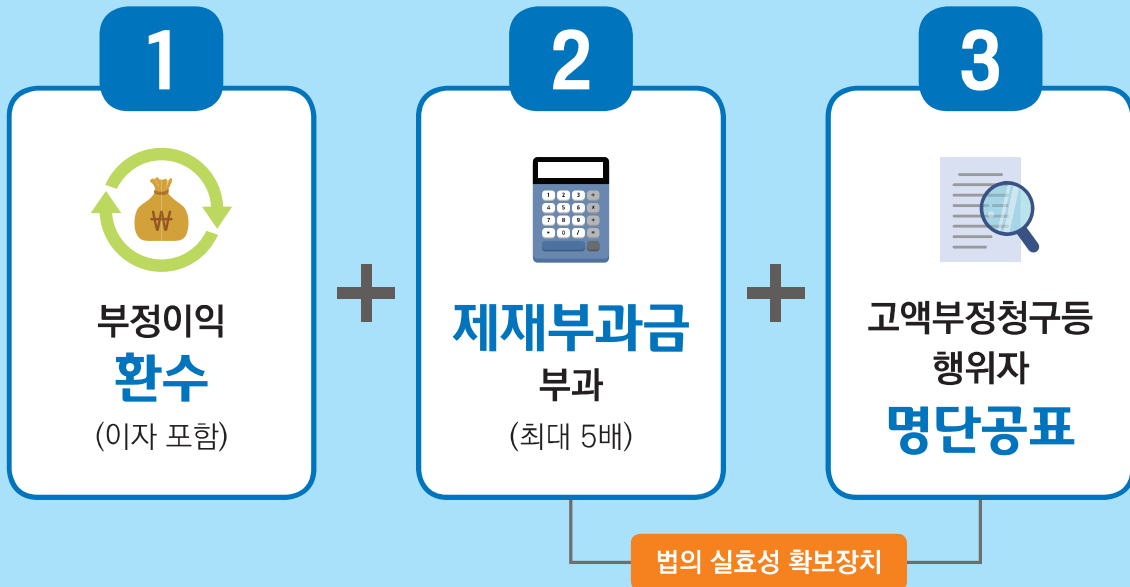 1
부정이익
환수
(이자 포함)
2
제재부과금
부과
(최대 5배)
3
고액부정청구등
행위자
명단공표
법의 실효성 확보장치